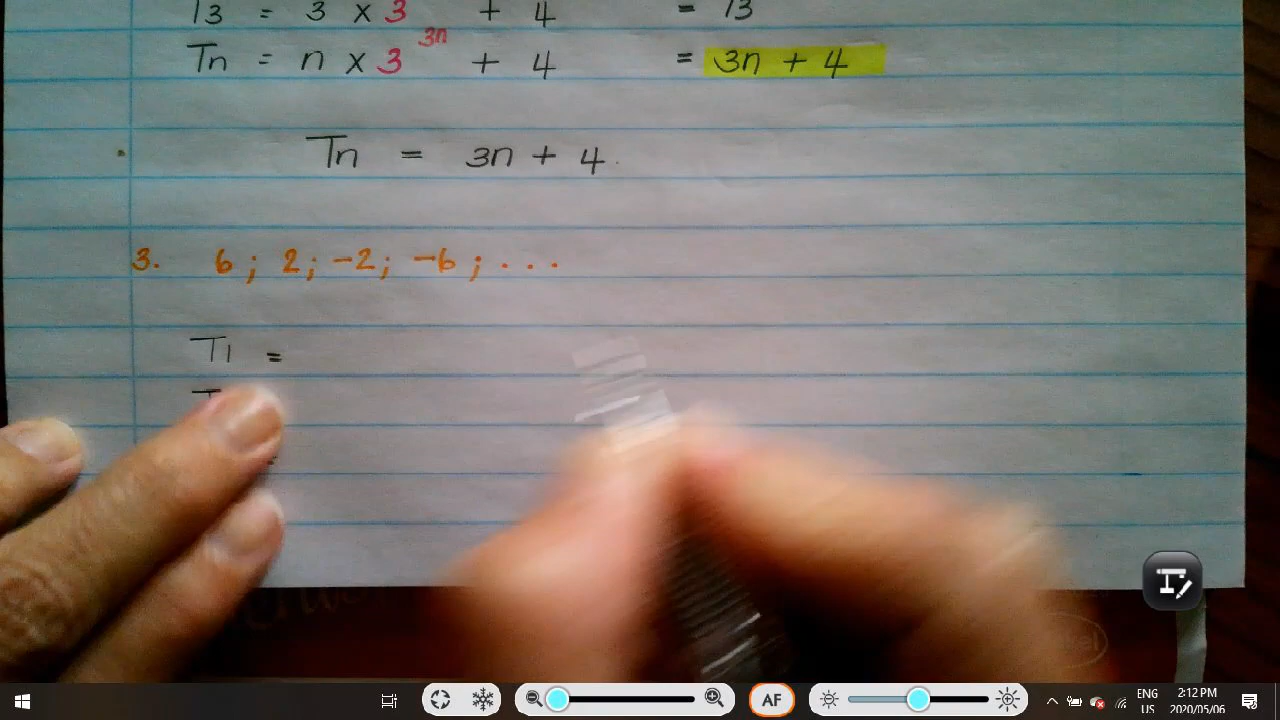 T3 = 3 x 3 + 4 = 13
3n
Tn = n x 3 + 4 = 3n + 4
Tn = 3n + 4
3. 6 ; 2 ; -2 ; -6 ; . . .
T1 =
AF
ENG 2:12 PM
US 2020/05/06